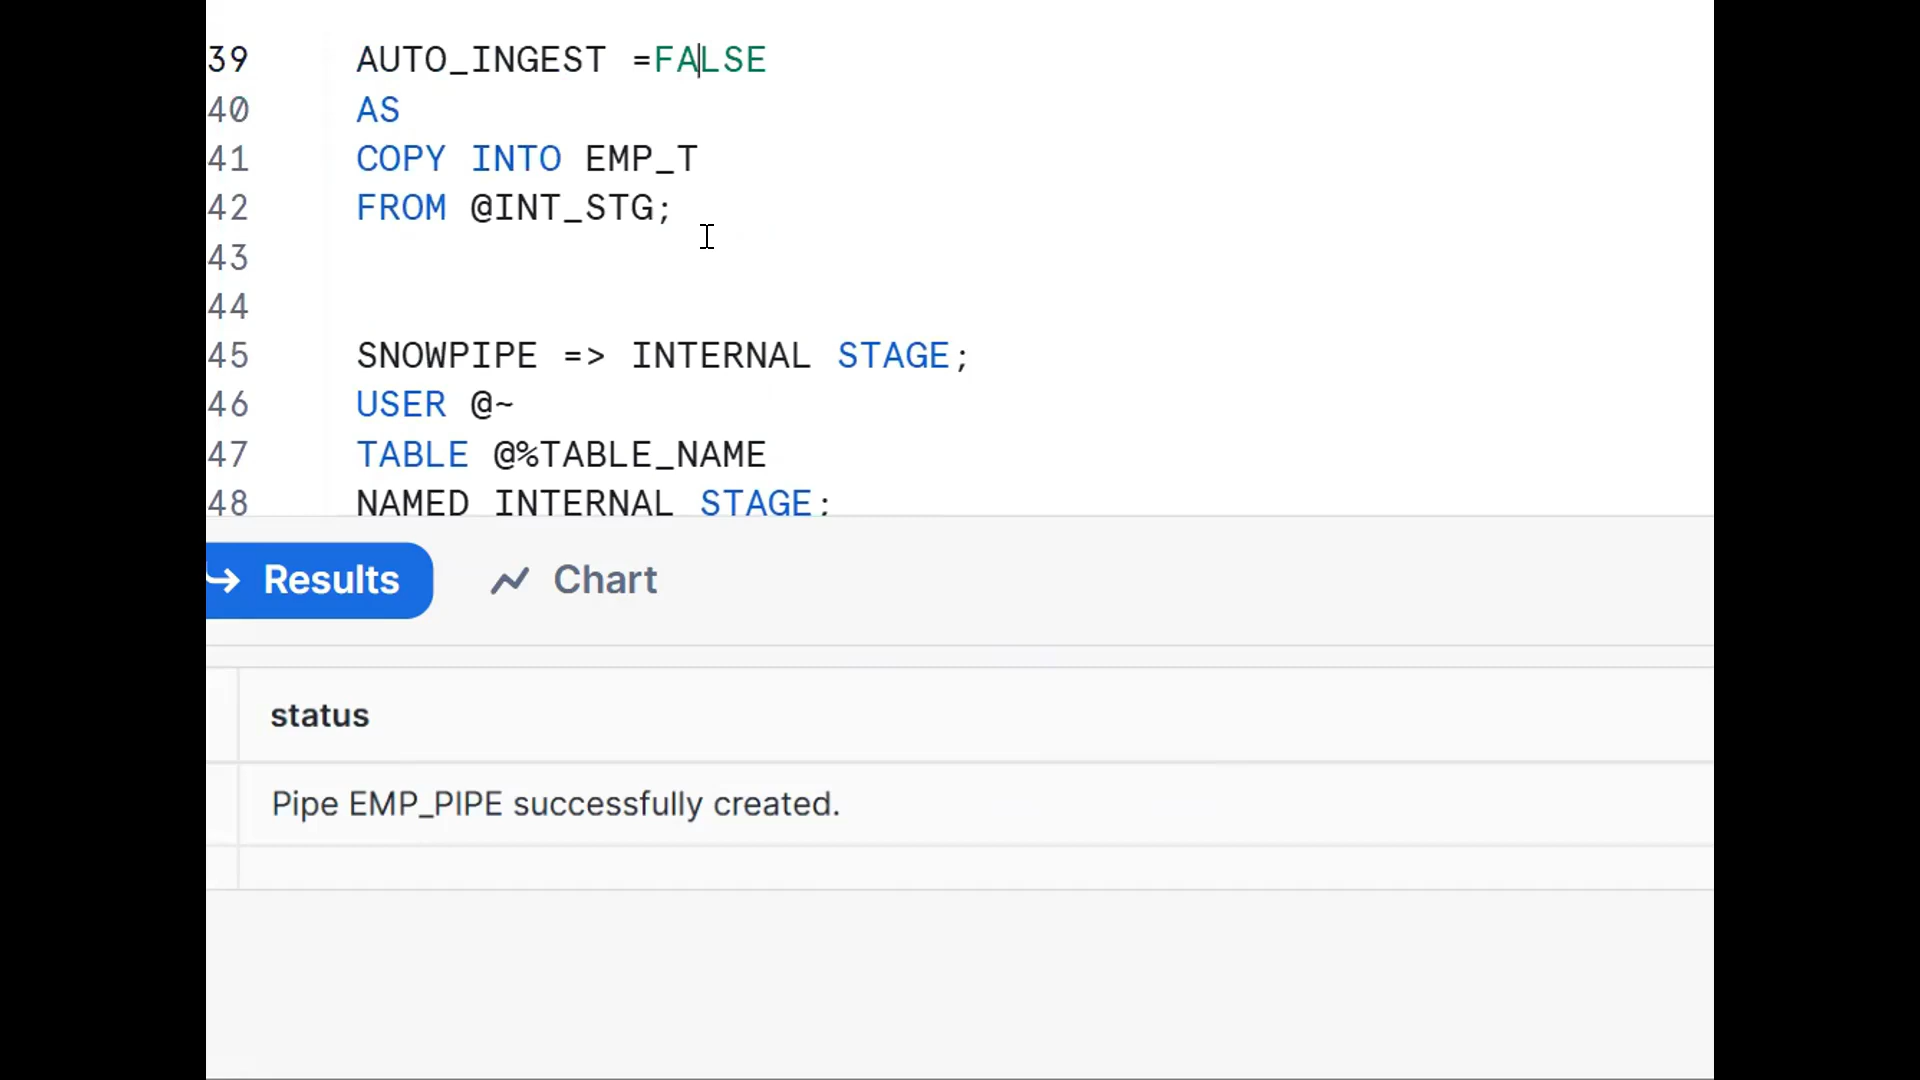 39 AUTO_INGEST =FALSE
40 AS
41 COPY INTO EMP_T
42 FROM @INT_STG;
43
44
45 SNOWPIPE => INTERNAL STAGE;
46 USER @~
47 TABLE @%TABLE_NAME
48 NAMED INTERNAL STAGE;
Results Chart
status
Pipe EMP_PIPE successfully created.